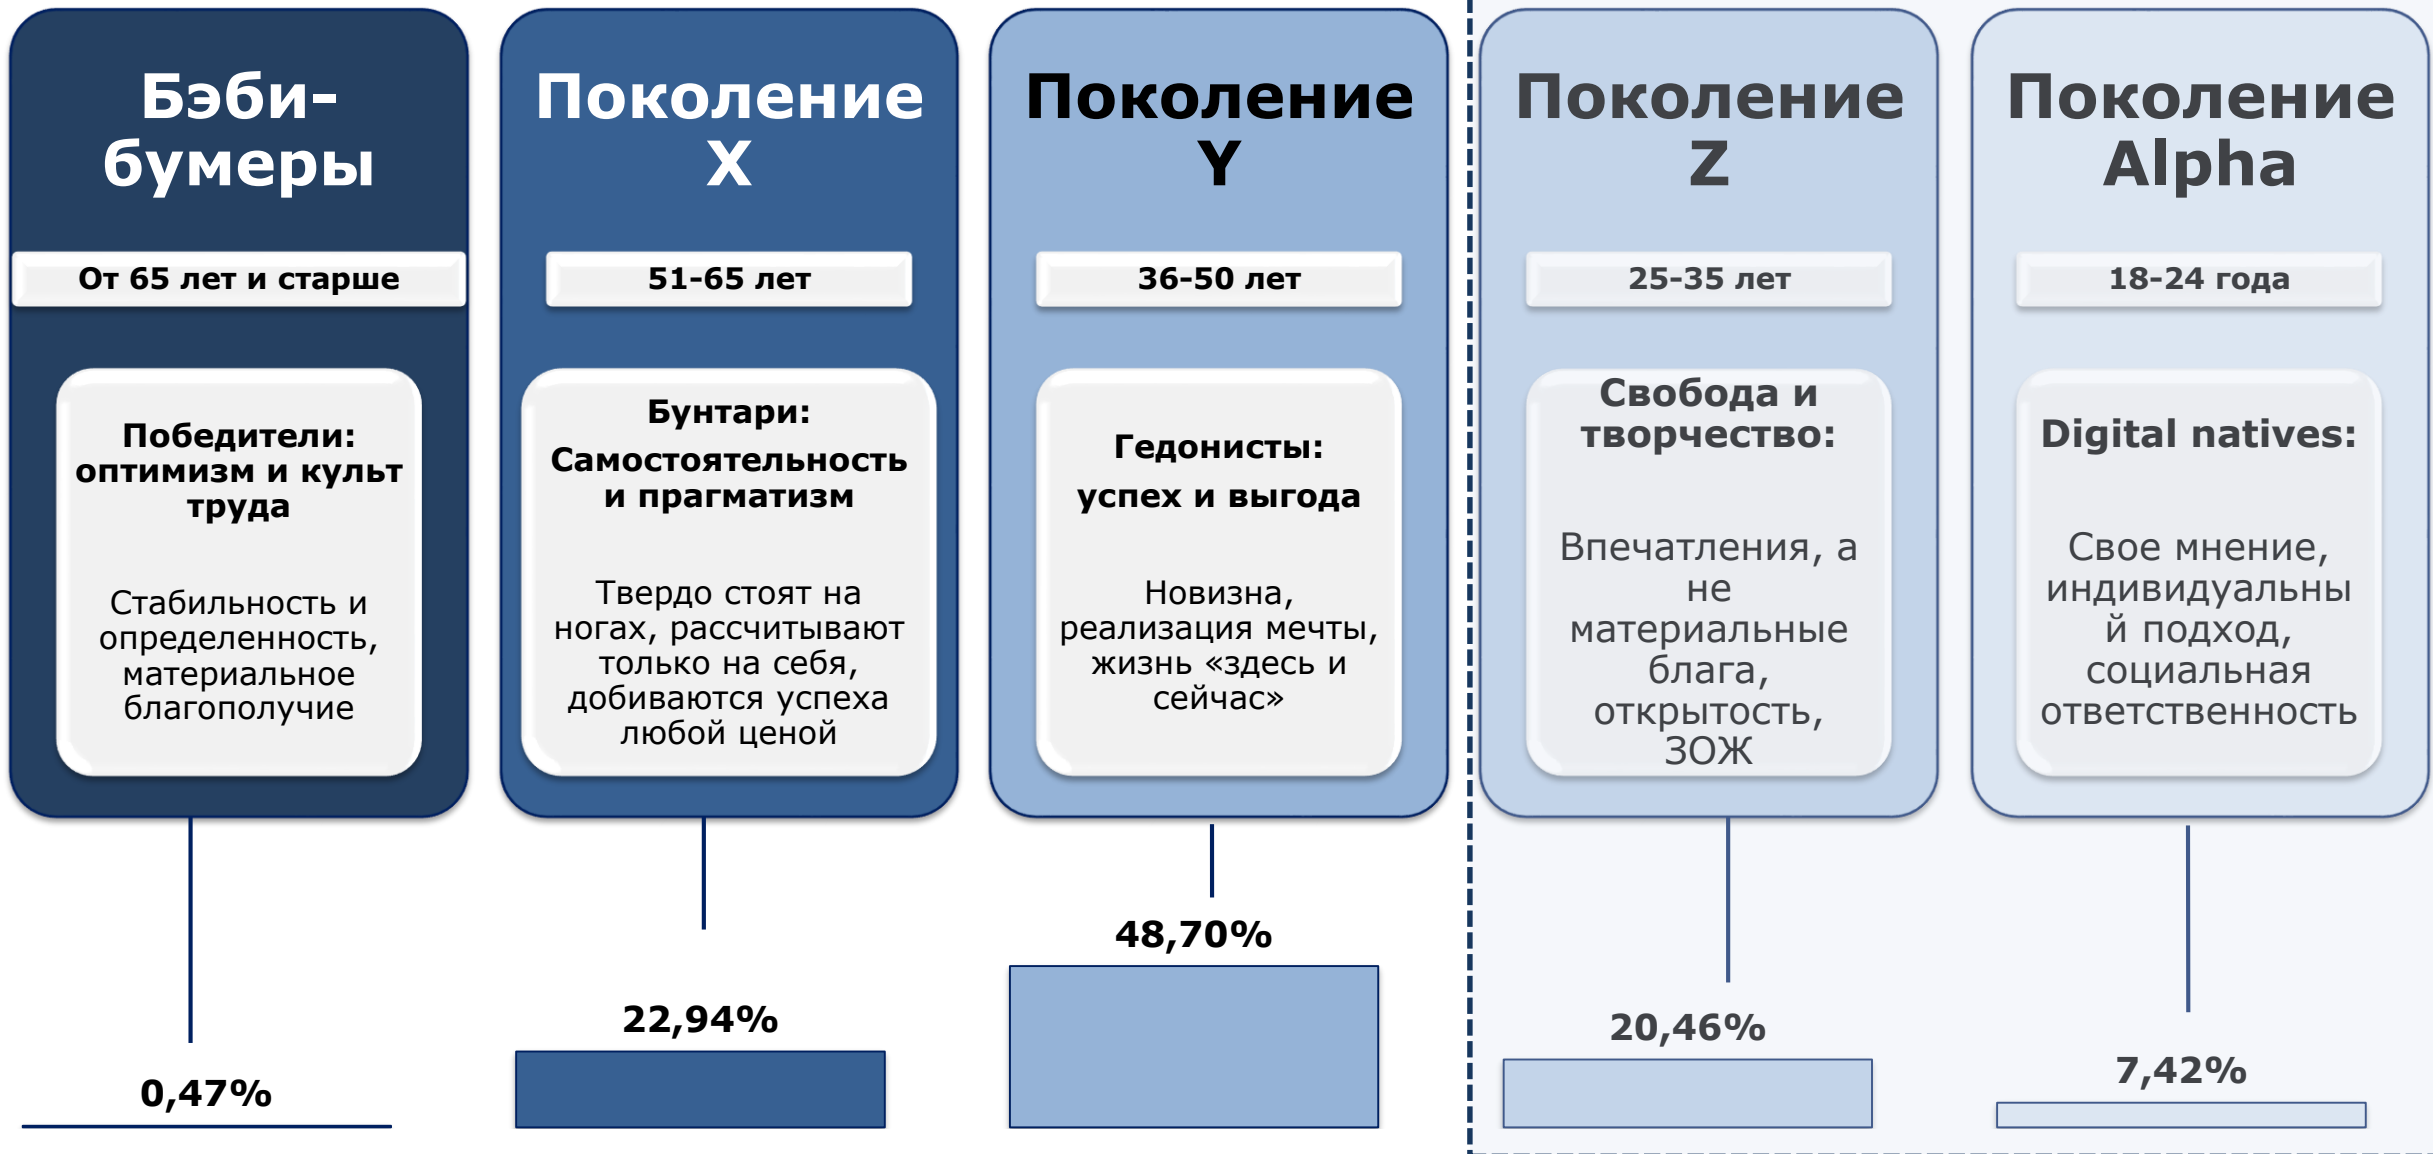 Бэби-
бумеры
От 65 лет и старше
Победители:
оптимизм и культ
труда
Стабильность и
определенность,
материальное
благополучие
0,47%
Поколение
X
51-65 лет
Бунтари:
Самостоятельность
и прагматизм
Твердо стоят на
ногах, рассчитывают
только на себя,
добиваются успеха
любой ценой
22,94%
Поколение
Y
36-50 лет
Гедонисты:
успех и выгода
Новизна,
реализация мечты,
жизнь «здесь и
сейчас»
48,70%
Поколение
Z
25-35 лет
Свобода и
творчество:
Впечатления, а
не
материальные
блага,
открытость,
ЗОЖ
20,46%
Поколение
Alpha
18-24 года
Digital natives:
Свое мнение,
индивидуальны
й подход,
социальная
ответственность
7,42%